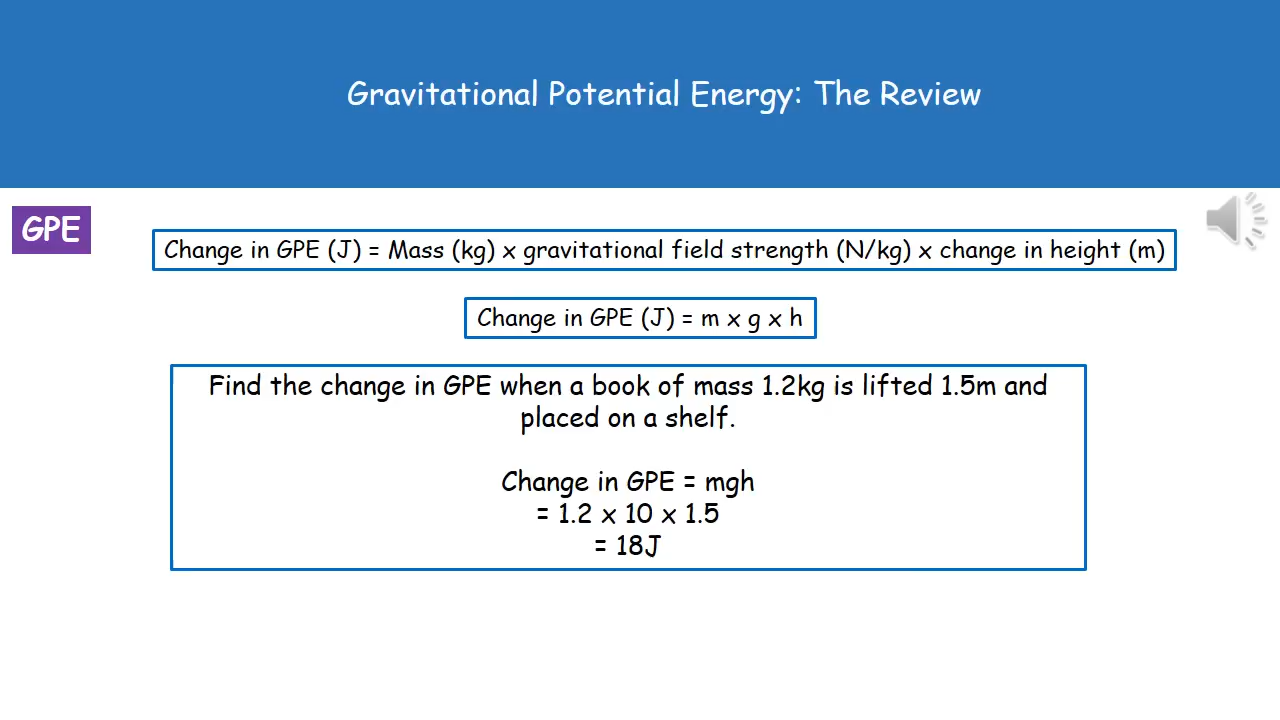 Gravitational Potential Energy: The Review
GPE
Change in GPE (J) = Mass (kg) x gravitational field strength (N/kg) x change in height (m)
Change in GPE (J) = m x g x h
Find the change in GPE when a book of mass 1.2kg is lifted 1.5m and
placed on a shelf.
Change in GPE = mgh
= 1.2 x 10 x 1.5
= 18J